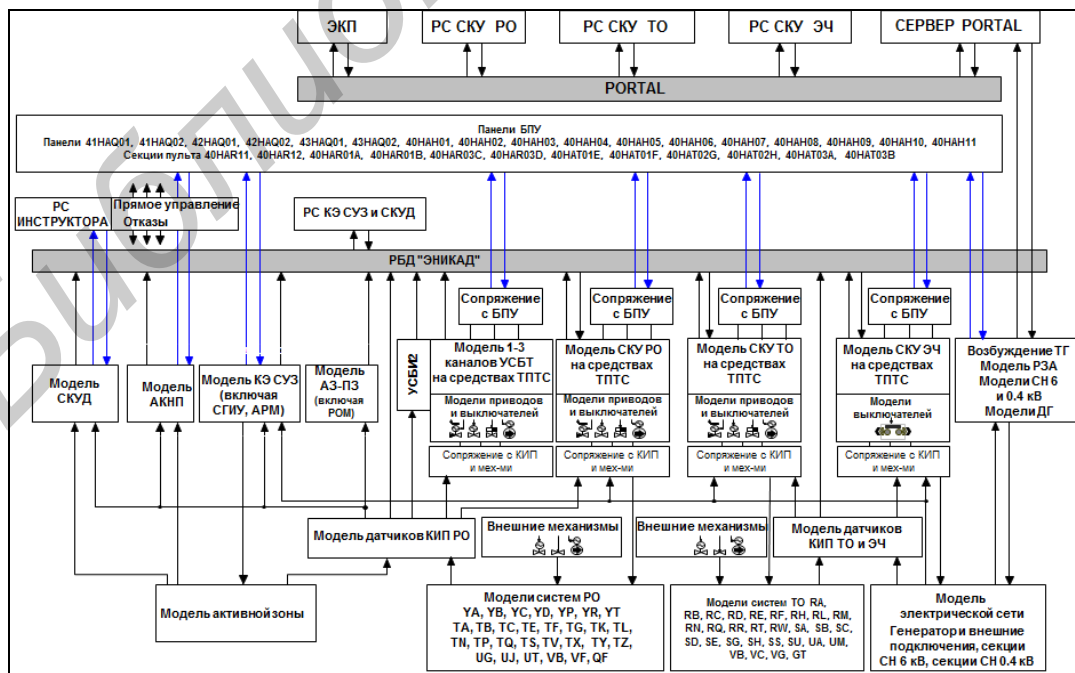 ЭКП
РС СКУ РО
РС СКУ ТО
РС СКУ ЭЧ
СЕРВЕР PORTAL
PORTAL
Панели БПУ
Панели 41HAQ01, 41HAQ02, 42HAQ01, 42HAQ02, 43HAQ01, 43HAQ02, 40HAH01, 40HAH02, 40HAH03, 40HAH04, 40HAH05, 40HAH06, 40HAH07, 40HAH08, 40HAH09, 40HAH10, 40HAH11
Секции пульта 40HAR11, 40HAR12, 40HAR01A, 40HAR01B, 40HAR03C, 40HAR03D, 40HAT01E, 40HAT01F, 40HAT02G, 40HAT02H, 40HAT03A, 40HAT03B
РС
ИНСТРУКТОРА
Прямое управление
Отказы
РС КЭ СУЗ и СКУД
РБД "ЭНИКАД"
Сопряжение
с БПУ
Сопряжение
с БПУ
Сопряжение
с БПУ
Сопряжение
с БПУ
Модель
СКУД
Модель
АКНП
Модель КЭ СУЗ
(включая
СГИУ, АРМ)
Модель
АЗ-ПЗ
(включая
РОМ)
УСБИ2
Модель 1-3
каналов УСБТ
на средствах
ТПТС
Модели приводов
и выключателей
Сопряжение с КИП
и мех-ми
Модель СКУ РО
на средствах
ТПТС
Модели приводов
и выключателей
Сопряжение с КИП
и мех-ми
Модель СКУ ТО
на средствах
ТПТС
Модели приводов
и выключателей
Сопряжение с КИП
и мех-ми
Модель СКУ ЭЧ
на средствах
ТПТС
Модели
выключателей
Сопряжение с КИП
и мех-ми
Возбуждение ТГ
Модель РЗА
Модели СН 6
и 0.4 кВ
Модели ДГ
Модель датчиков КИП РО
Внешние механизмы
Внешние механизмы
Модель датчиков
КИП ТО и ЭЧ
Модель активной зоны
Модели систем РО
YA, YB, YC, YD, YP, YR, YT
TA, TB, TC, TE, TF, TG, TK, TL,
TN, TP, TQ, TS, TV, TX, TY, TZ,
UG, UJ, UT, VB, VF, QF
Модели систем ТО RA,
RB, RC, RD, RE, RF, RH, RL, RM,
RN, RQ, RR, RT, RW, SA, SB, SC,
SD, SE, SG, SH, SS, SU, UA, UM,
VB, VC, VG, GT
Модель
электрической сети
Генератор и внешние
подключения, секции
СН 6 кВ, секции СН 0.4 кВ
Библио